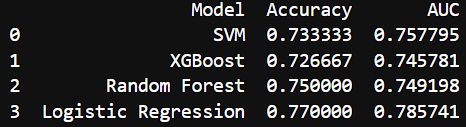 Model Accuracy AUC
0 SVM 0.733333 0.757795
1 XGBoost 0.726667 0.745781
2 Random Forest 0.750000 0.749198
3 Logistic Regression 0.770000 0.785741